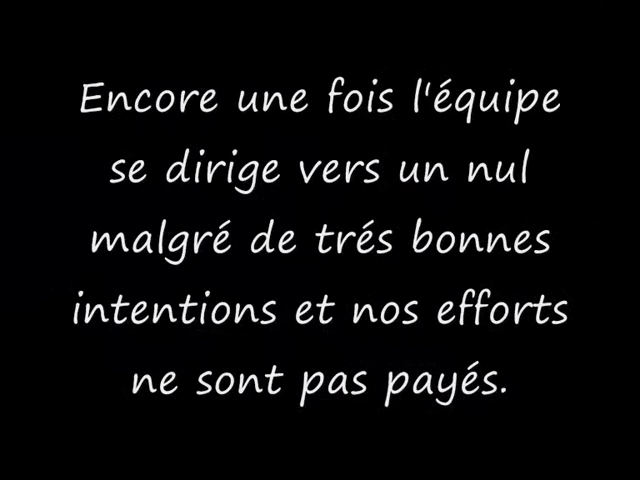 Encore une fois l'équipe
se dirige vers un nul
malgré de trés bonnes
intentions et nos efforts
ne sont pas payés.